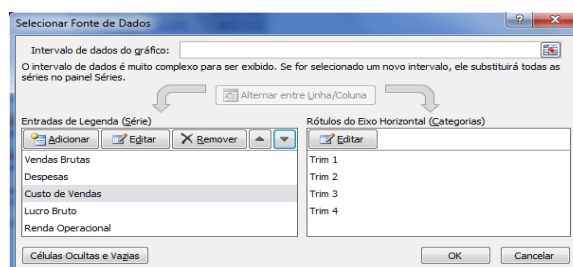 Selecionar Fonte de Dados
Intervalo de dados do gráfico:
O intervalo de dados é muito complexo para ser exibido. Se for selecionado um novo intervalo, ele substituirá todas as
séries no painel Séries.
Alternar entre Linha/Coluna
Entradas de Legenda (Série)
Adicionar Editar Remover
Vendas Brutas
Despesas
Custo de Vendas
Lucro Bruto
Renda Operacional
Rótulos do Eixo Horizontal (Categorias)
Editar
Trim 1
Trim 2
Trim 3
Trim 4
Células Ocultas e Vazias
OK Cancelar